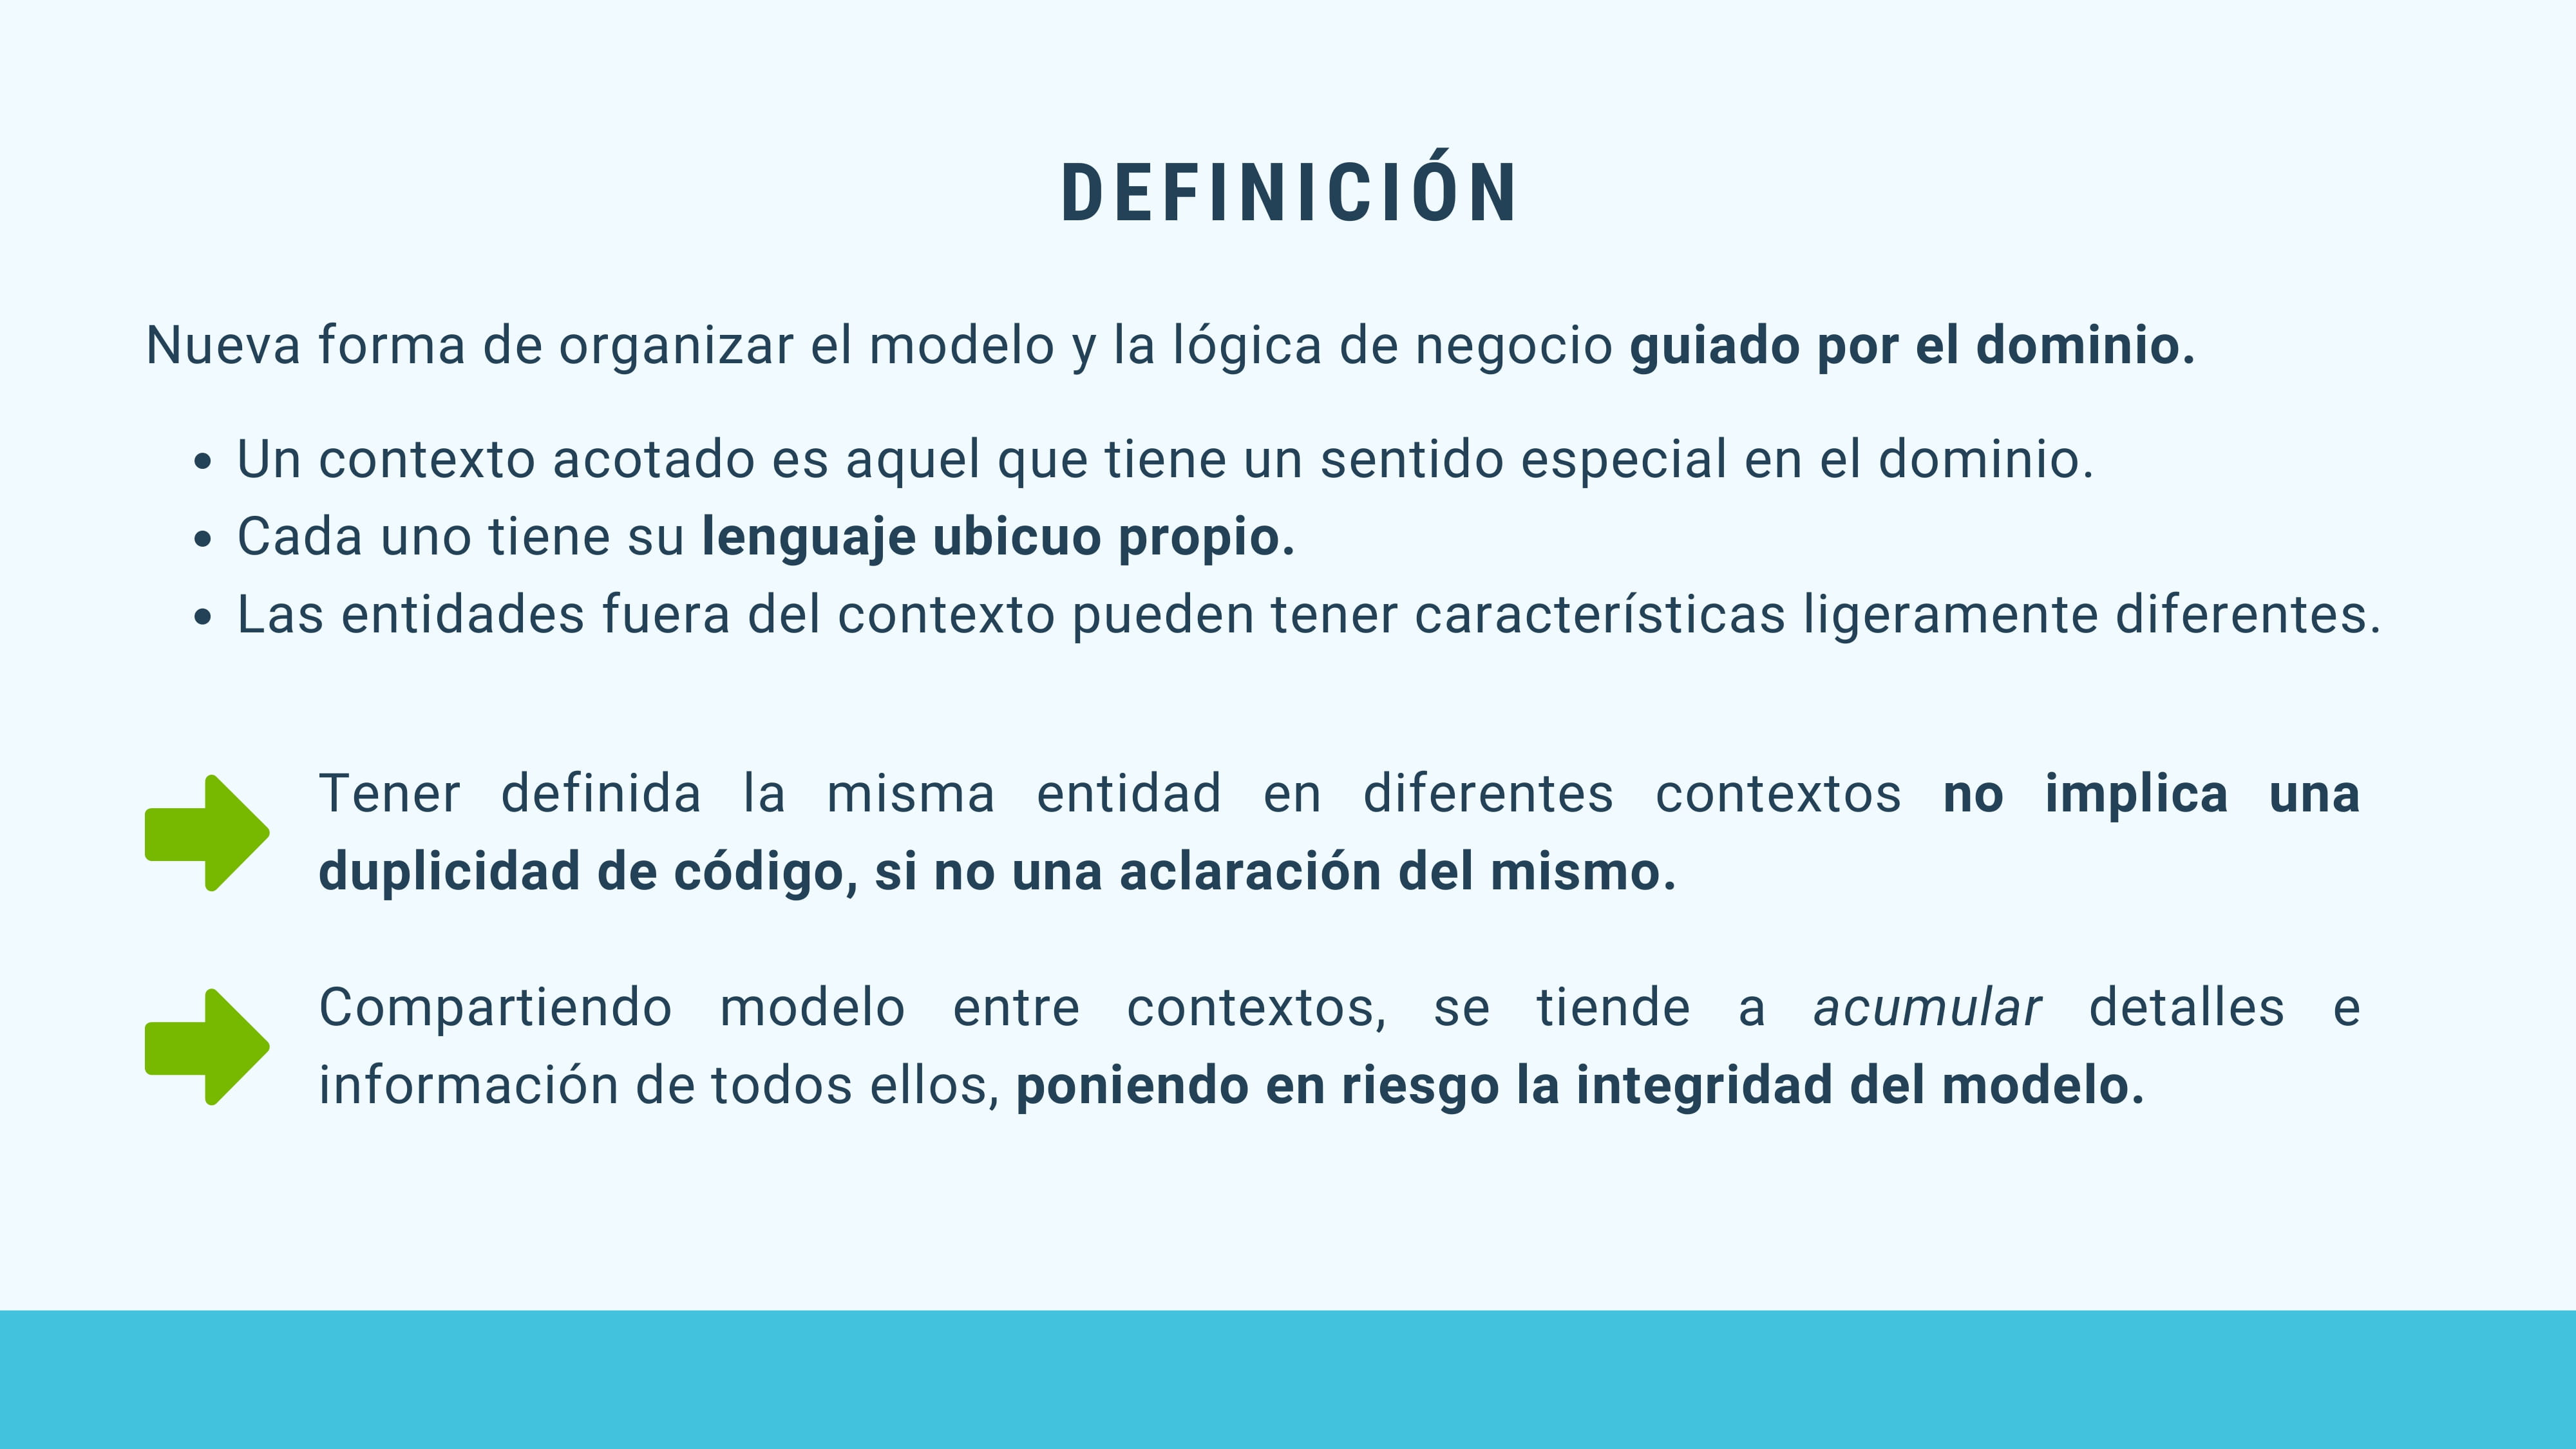 DEFINICIÓN
Nueva forma de organizar el modelo y la lógica de negocio guiado por el dominio.
• Un contexto acotado es aquel que tiene un sentido especial en el dominio.
• Cada uno tiene su lenguaje ubicuo propio.
• Las entidades fuera del contexto pueden tener características ligeramente diferentes.
Tener definida la misma entidad en diferentes contextos no implica una
duplicidad de código, si no una aclaración del mismo.
Compartiendo modelo entre contextos, se tiende a acumular detalles e
información de todos ellos, poniendo en riesgo la integridad del modelo.